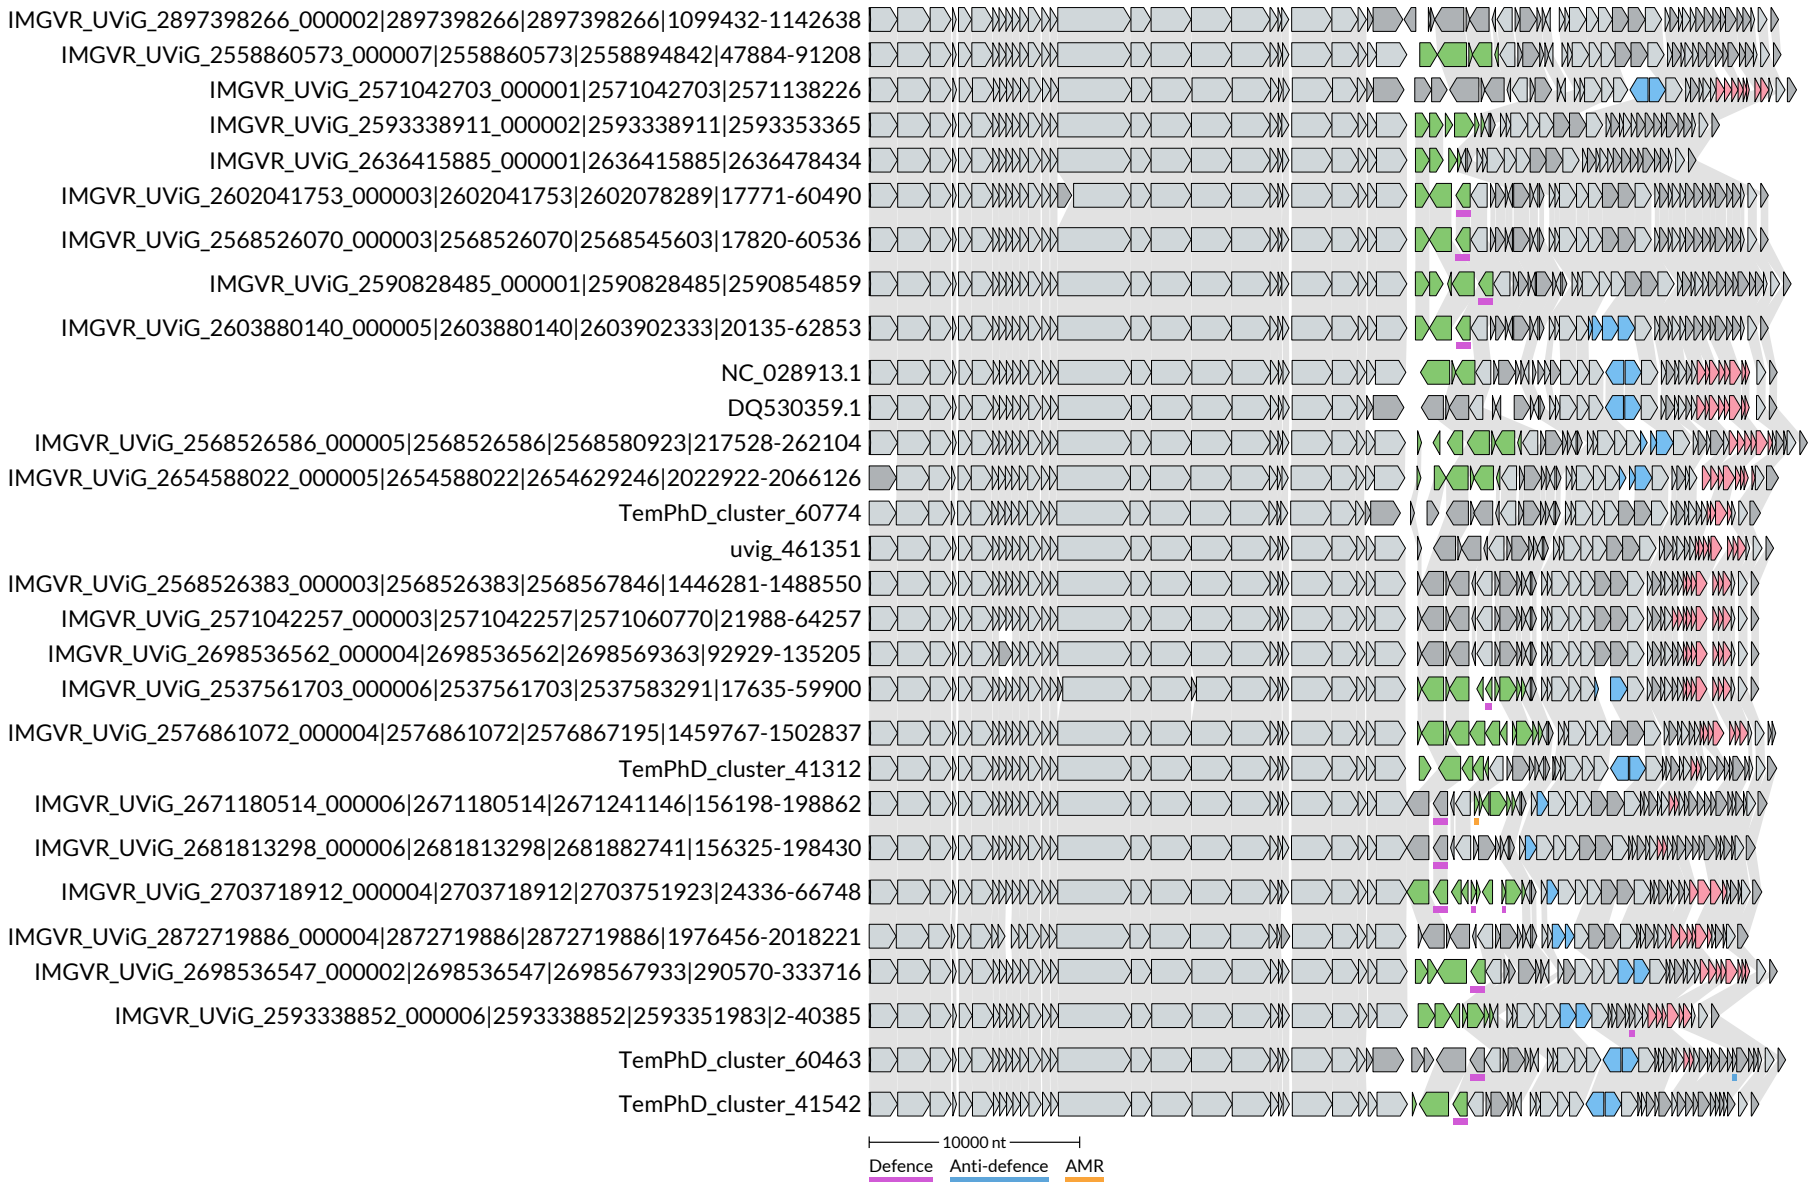 IMGVR_UViG_2897398266_000002|2897398266|2897398266|1099432-1142638
IMGVR_UViG_2558860573_000007|2558860573|2558894842|47884-91208
IMGVR_UViG_2571042703_000001|2571042703|2571138226
IMGVR_UViG_2593338911_000002|2593338911|2593353365
IMGVR_UViG_2636415885_000001|2636415885|2636478434
IMGVR_UViG_2602041753_000003|2602041753|2602078289|17771-60490
IMGVR_UViG_2568526070_000003|2568526070|2568545603|17820-60536
IMGVR_UViG_2590828485_000001|2590828485|2590854859
IMGVR_UViG_2603880140_000005|2603880140|2603902333|20135-62853
NC_028913.1
DQ530359.1
IMGVR_UViG_2568526586_000005|2568526586|2568580923|217528-262104
IMGVR_UViG_2654588022_000005|2654588022|2654629246|2022922-2066126
TemPhD_cluster_60774
uvig_461351
IMGVR_UViG_2568526383_000003|2568526383|2568567846|1446281-1488550
IMGVR_UViG_2571042257_000003|2571042257|2571060770|21988-64257
IMGVR_UViG_2698536562_000004|2698536562|2698569363|92929-135205
IMGVR_UViG_2537561703_000006|2537561703|2537583291|17635-59900
IMGVR_UViG_2576861072_000004|2576861072|2576867195|1459767-1502837
TemPhD_cluster_41312
IMGVR_UViG_2671180514_000006|2671180514|2671241146|156198-198862
IMGVR_UViG_2681813298_000006|2681813298|2681882741|156325-198430
IMGVR_UViG_2703718912_000004|2703718912|2703751923|24336-66748
IMGVR_UViG_2872719886_000004|2872719886|2872719886|1976456-2018221
IMGVR_UViG_2698536547_000002|2698536547|2698567933|290570-333716
IMGVR_UViG_2593338852_000006|2593338852|2593351983|2-40385
TemPhD_cluster_60463
TemPhD_cluster_41542
10000 nt
Defence Anti-defence AMR